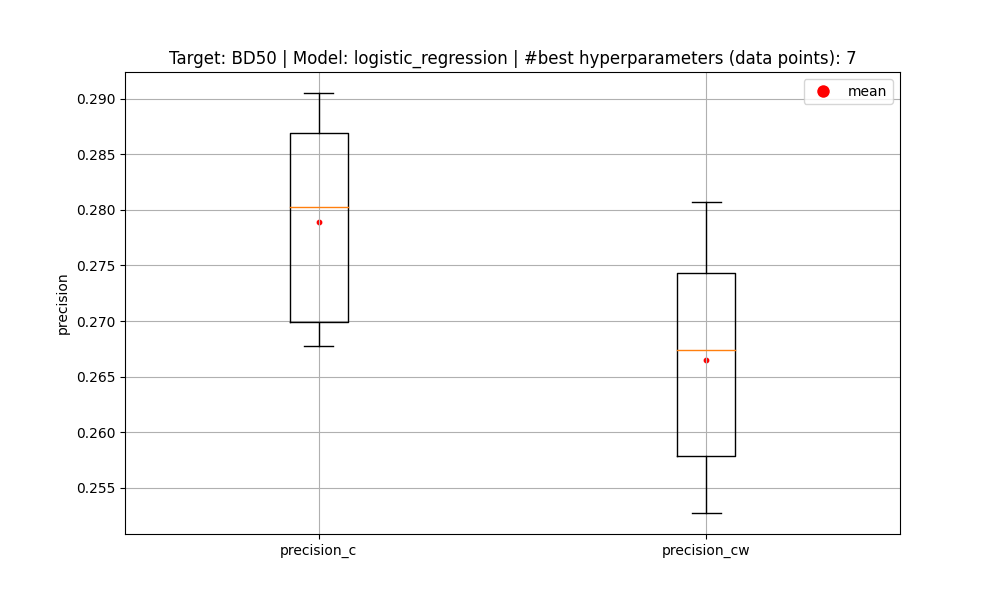 Target: BD50 | Model: logistic_regression | #best hyperparameters (data points): 7
mean
0.290
0.285
0.280
0.275
0.270
0.265
0.260
0.255
precision
precision_c
precision_cw